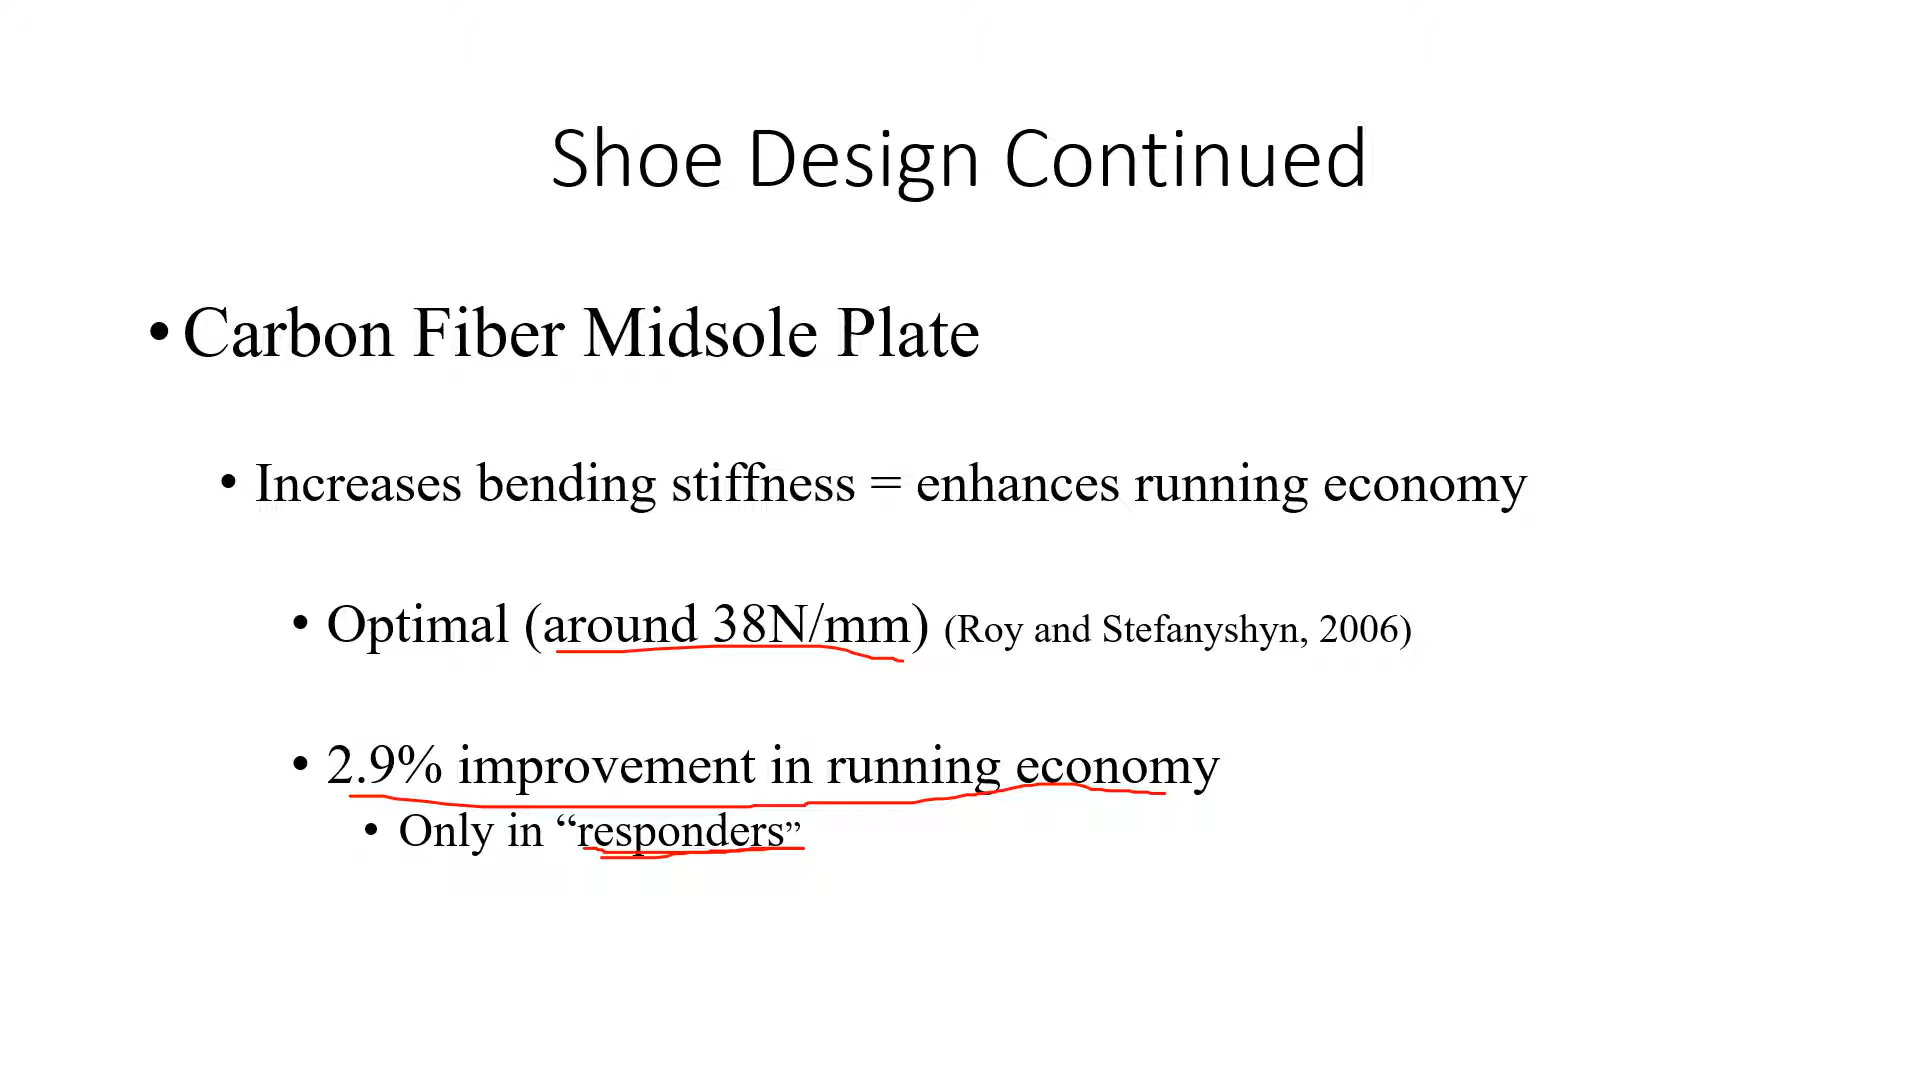 Shoe Design Continued
• Carbon Fiber Midsole Plate
• Increases bending stiffness = enhances running economy
• Optimal (around 38N/mm) (Roy and Stefanyshyn, 2006)
• 2.9% improvement in running economy
• Only in “responders”